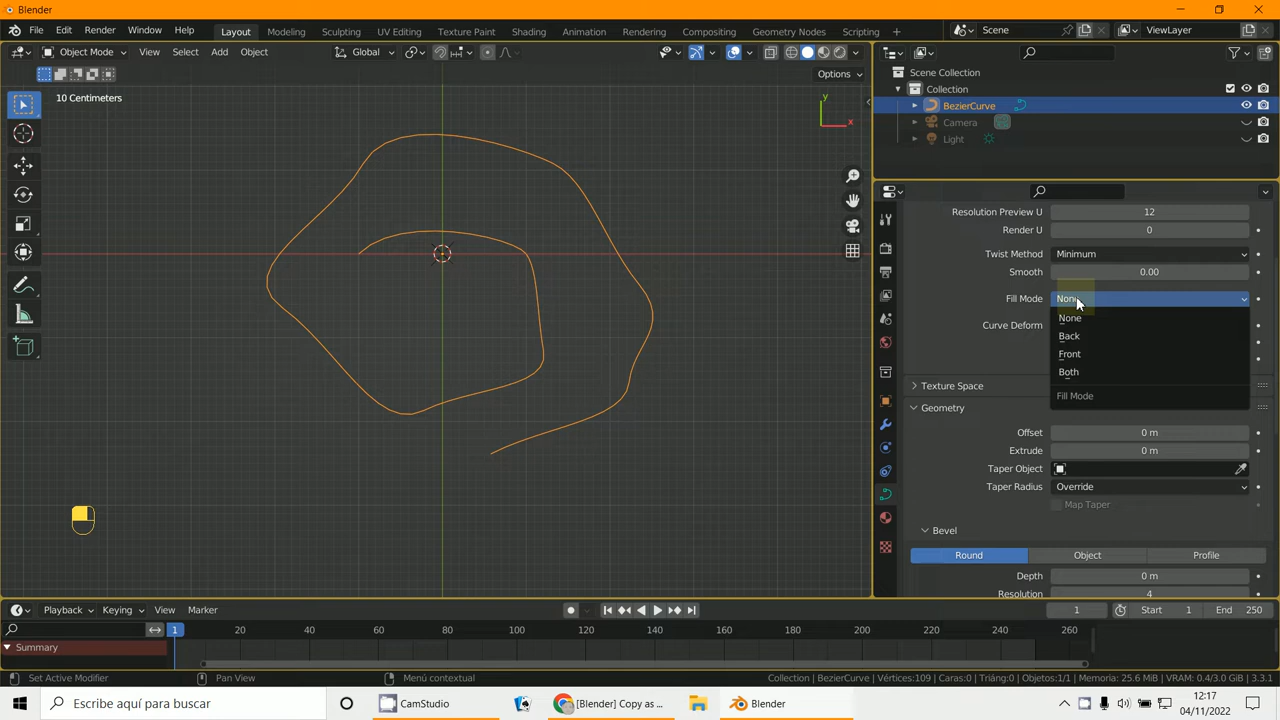 Blender
File Edit Render Window Help Layout Modeling Sculpting UV Editing Texture Paint Shading Animation Rendering Compositing Geometry Nodes Scripting + Scene ViewLayer
Object Mode View Select Add Object Global
Options
10 Centimeters
y
x
Scene Collection
Collection
BezierCurve
Camera
Light
Resolution Preview U 12
Render U 0
Twist Method Minimum
Smooth 0.00
Fill Mode None
None
Back
Front
Both
Fill Mode
Curve Deform
Texture Space
Geometry
Offset 0 m
Extrude 0 m
Taper Object
Taper Radius Override
Map Taper
Bevel
Round Object Profile
Depth 0 m
Resolution 4
Playback Keying View Marker 1 Start 1 End 250
1 20 40 60 80 100 120 140 160 180 200 220 240 260
Summary
Set Active Modifier Pan View Menú contextual Collection | BezierCurve | Vértices:109 | Caras:0 | Triáng:0 | Objetos:1/1 | Memoria: 25.6 MiB | VRAM: 0.4/3.0 GiB | 3.3.1
Escribe aquí para buscar CamStudio [Blender] Copy as ... Blender 12:17
04/11/2022